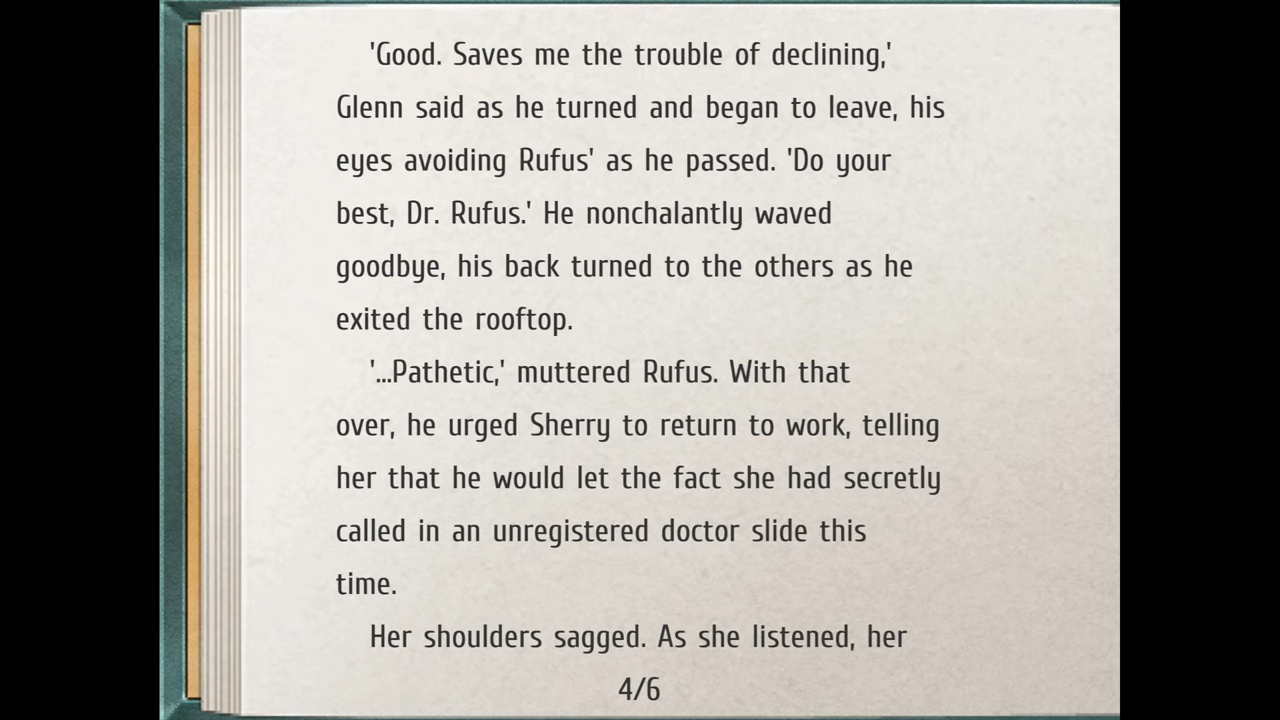 'Good. Saves me the trouble of declining,'
Glenn said as he turned and began to leave, his
eyes avoiding Rufus' as he passed. 'Do your
best, Dr. Rufus.' He nonchalantly waved
goodbye, his back turned to the others as he
exited the rooftop.
'...Pathetic,' muttered Rufus. With that
over, he urged Sherry to return to work, telling
her that he would let the fact she had secretly
called in an unregistered doctor slide this
time.
Her shoulders sagged. As she listened, her
4/6